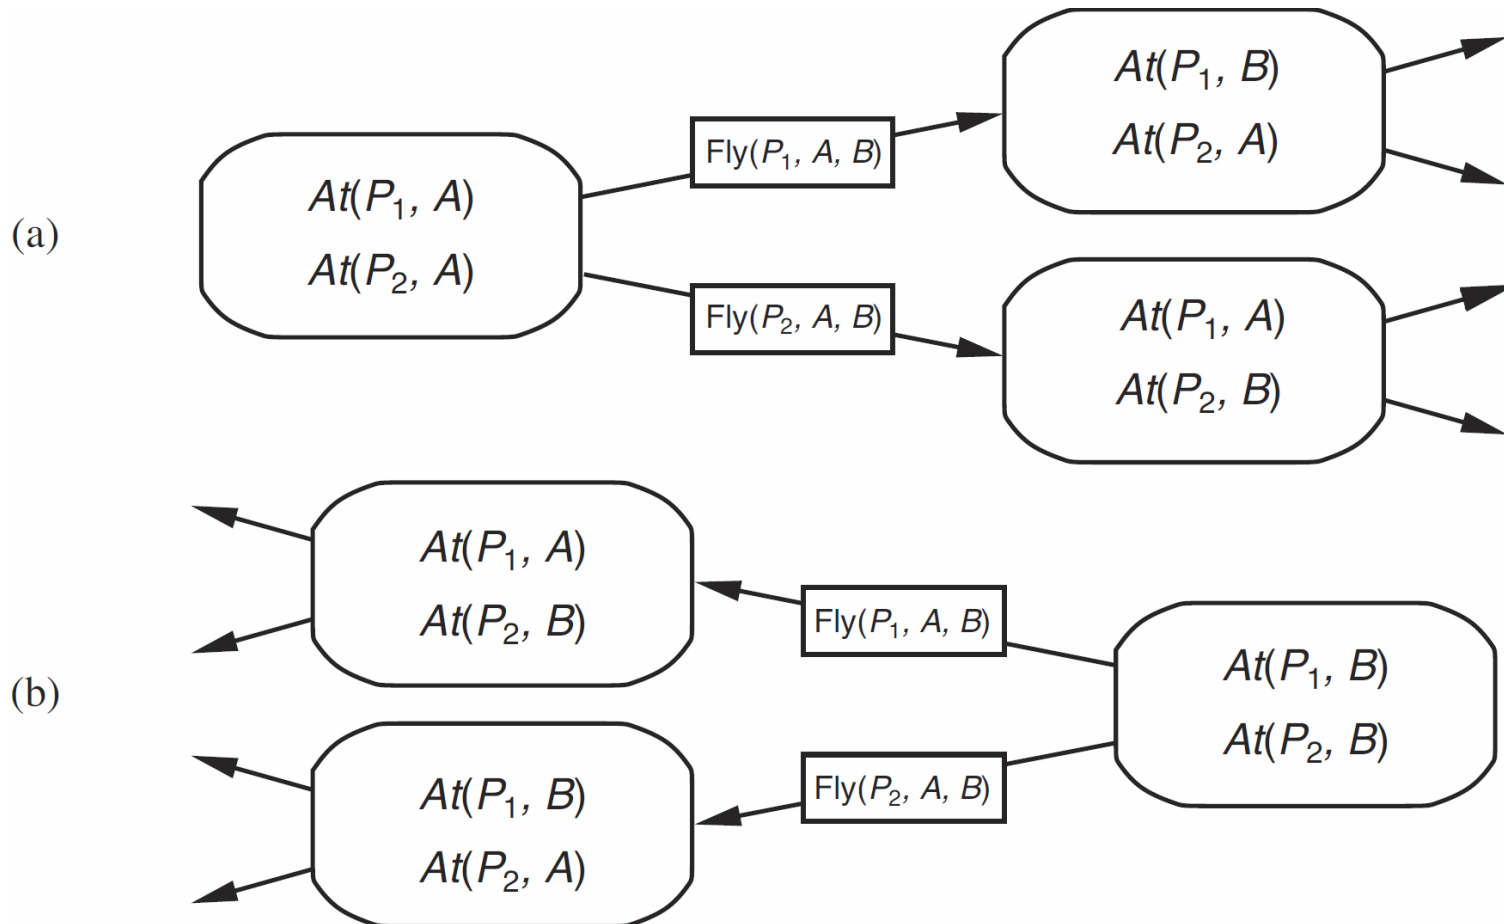 (a)
At(P₁, A)
At(P₂, A)
Fly(P₁, A, B)
Fly(P₂, A, B)
At(P₁, B)
At(P₂, A)
At(P₁, A)
At(P₂, B)
(b)
At(P₁, A)
At(P₂, B)
At(P₁, B)
At(P₂, A)
Fly(P₁, A, B)
Fly(P₂, A, B)
At(P₁, B)
At(P₂, B)